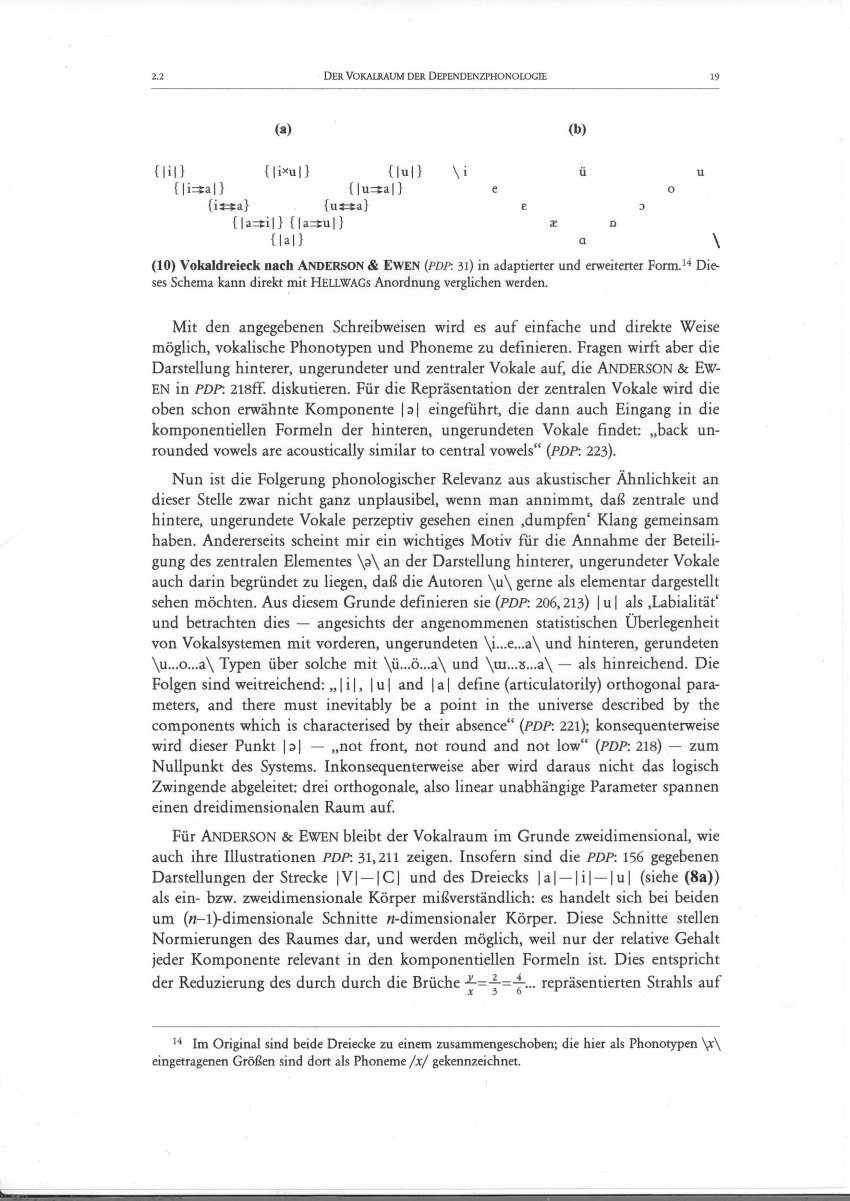 2.2 DER VOKALRAUM DER DEPENDENZPHONOLOGIE 19
(a) (b)
{|i|} {|i×u|} {|u|} \i ü u
{|i⇉a|} {|u⇉a|} e o
{i⇆a} {u⇆a} ɛ ɔ
{|a⇉i|} {|a⇉u|} æ ɒ
{|a|} ɑ \
(10) Vokaldreieck nach ANDERSON & EWEN (PDP: 31) in adaptierter und erweiterter Form.¹⁴ Die-
ses Schema kann direkt mit HELLWAGs Anordnung verglichen werden.
Mit den angegebenen Schreibweisen wird es auf einfache und direkte Weise
möglich, vokalische Phonotypen und Phoneme zu definieren. Fragen wirft aber die
Darstellung hinterer, ungerundeter und zentraler Vokale auf, die ANDERSON & EW-
EN in PDP: 218ff. diskutieren. Für die Repräsentation der zentralen Vokale wird die
oben schon erwähnte Komponente |ə| eingeführt, die dann auch Eingang in die
komponentiellen Formeln der hinteren, ungerundeten Vokale findet: „back un-
rounded vowels are acoustically similar to central vowels“ (PDP: 223).
Nun ist die Folgerung phonologischer Relevanz aus akustischer Ähnlichkeit an
dieser Stelle zwar nicht ganz unplausibel, wenn man annimmt, daß zentrale und
hintere, ungerundete Vokale perzeptiv gesehen einen ‚dumpfen‘ Klang gemeinsam
haben. Andererseits scheint mir ein wichtiges Motiv für die Annahme der Beteili-
gung des zentralen Elementes \ə\ an der Darstellung hinterer, ungerundeter Vokale
auch darin begründet zu liegen, daß die Autoren \u\ gerne als elementar dargestellt
sehen möchten. Aus diesem Grunde definieren sie (PDP: 206, 213) |u| als ‚Labialität‘
und betrachten dies — angesichts der angenommenen statistischen Überlegenheit
von Vokalsystemen mit vorderen, ungerundeten \i...e...a\ und hinteren, gerundeten
\u...o...a\ Typen über solche mit \ü...ö...a\ und \ɯ...ɤ...a\ — als hinreichend. Die
Folgen sind weitreichend: „|i|, |u| and |a| define (articulatorily) orthogonal para-
meters, and there must inevitably be a point in the universe described by the
components which is characterised by their absence“ (PDP: 221); konsequenterweise
wird dieser Punkt |ə| — „not front, not round and not low“ (PDP: 218) — zum
Nullpunkt des Systems. Inkonsequenterweise aber wird daraus nicht das logisch
Zwingende abgeleitet: drei orthogonale, also linear unabhängige Parameter spannen
einen dreidimensionalen Raum auf.
Für ANDERSON & EWEN bleibt der Vokalraum im Grunde zweidimensional, wie
auch ihre Illustrationen PDP: 31, 211 zeigen. Insofern sind die PDP: 156 gegebenen
Darstellungen der Strecke |V|—|C| und des Dreiecks |a|—|i|—|u| (siehe (8a))
als ein- bzw. zweidimensionale Körper mißverständlich: es handelt sich bei beiden
um (n–1)-dimensionale Schnitte n-dimensionaler Körper. Diese Schnitte stellen
Normierungen des Raumes dar, und werden möglich, weil nur der relative Gehalt
jeder Komponente relevant in den komponentiellen Formeln ist. Dies entspricht
der Reduzierung des durch durch die Brüche y/x=2/3=4/6... repräsentierten Strahls auf
¹⁴ Im Original sind beide Dreiecke zu einem zusammengeschoben; die hier als Phonotypen \x\
eingetragenen Größen sind dort als Phoneme /x/ gekennzeichnet.